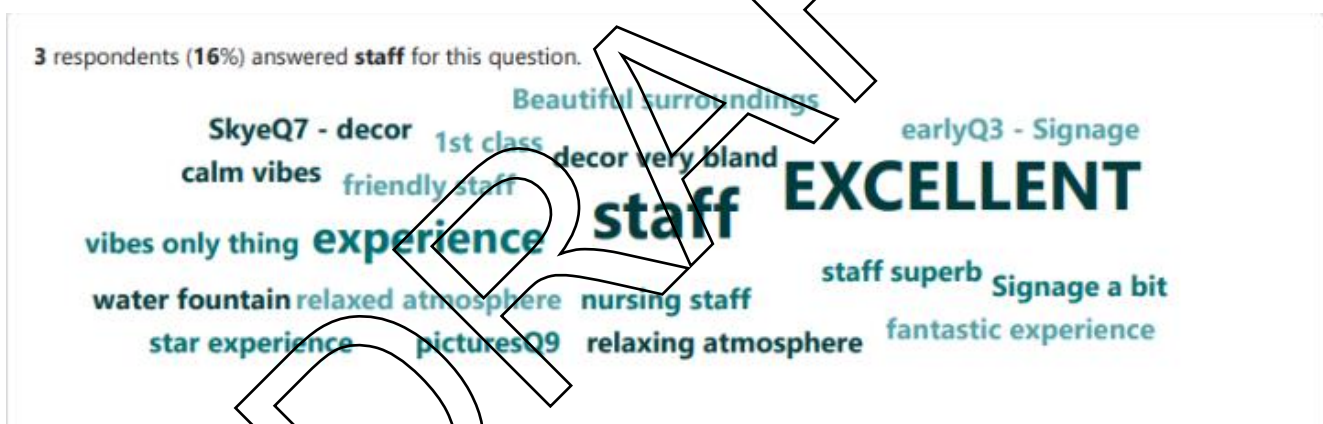 3 respondents (16%) answered staff for this question.
Beautiful surroundings
SkyeQ7 - decor
1st class
earlyQ3 - Signage
decor very bland
calm vibes
friendly staff
EXCELLENT
staff
vibes only thing
experience
staff superb
Signage a bit
water fountain
relaxed atmosphere
nursing staff
star experience
picturesQ9
relaxing atmosphere
fantastic experience
DRA